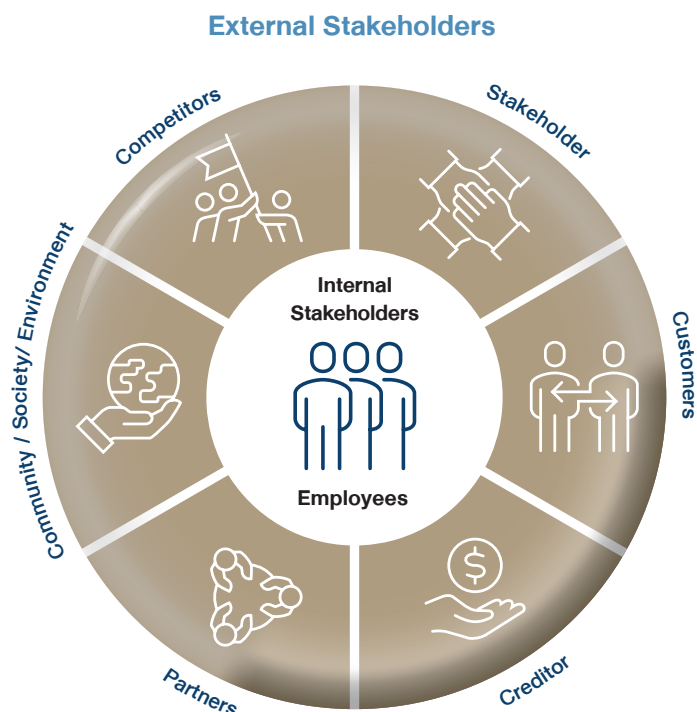 External Stakeholders
Competitors
Stakeholder
Community / Society/ Environment
Internal
Stakeholders
Customers
Employees
Partners
Creditor
$